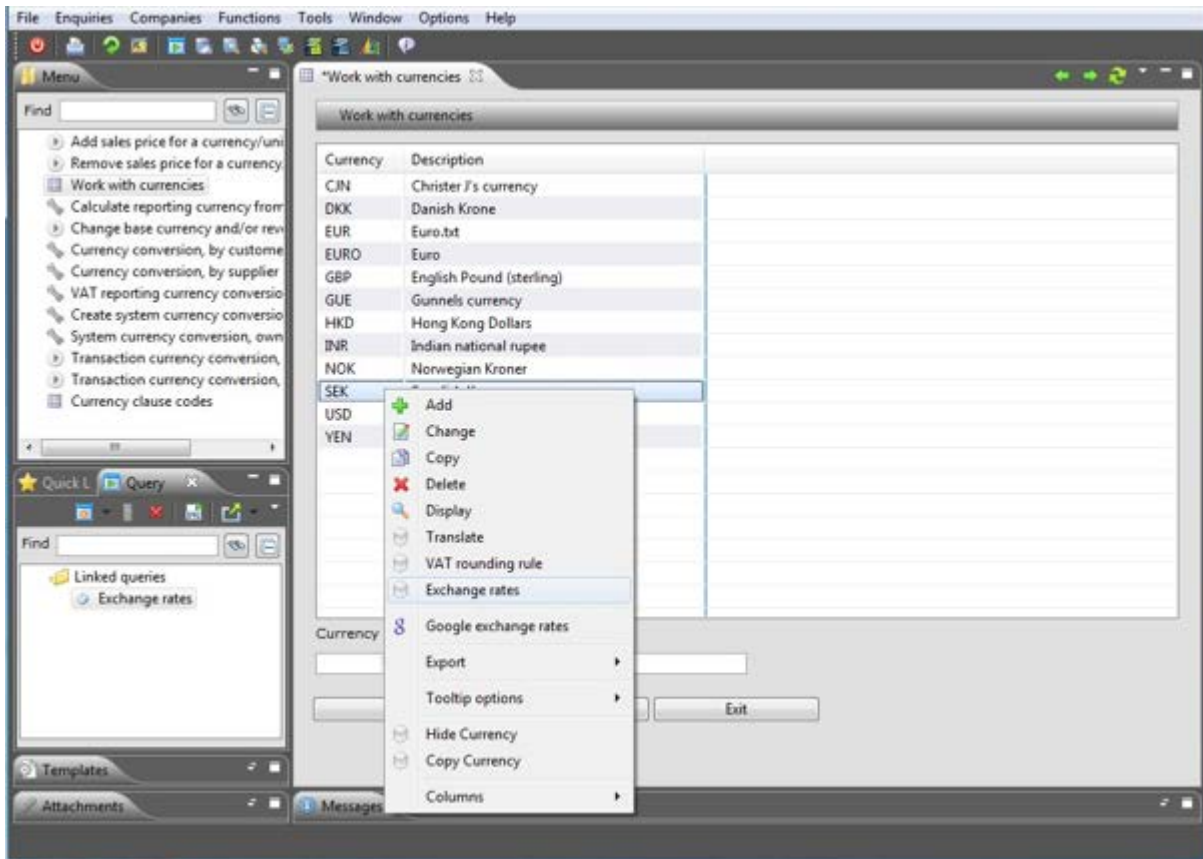 File Enquiries Companies Functions Tools Window Options Help
Menu
Find
Add sales price for a currency/uni
Remove sales price for a currency,
Work with currencies
Calculate reporting currency from
Change base currency and/or rev
Currency conversion, by custome
Currency conversion, by supplier
VAT reporting currency conversio
Create system currency conversio
System currency conversion, own
Transaction currency conversion,
Transaction currency conversion,
Currency clause codes
Quick L Query
Find
Linked queries
Exchange rates
Templates
Attachments
*Work with currencies
Work with currencies
Currency Description
CJN Christer J's currency
DKK Danish Krone
EUR Euro.txt
EURO Euro
GBP English Pound (sterling)
GUE Gunnels currency
HKD Hong Kong Dollars
INR Indian national rupee
NOK Norwegian Kroner
SEK
USD
YEN
Add
Change
Copy
Delete
Display
Translate
VAT rounding rule
Exchange rates
Google exchange rates
Export
Tooltip options
Hide Currency
Copy Currency
Columns
Currency
Exit
Messages